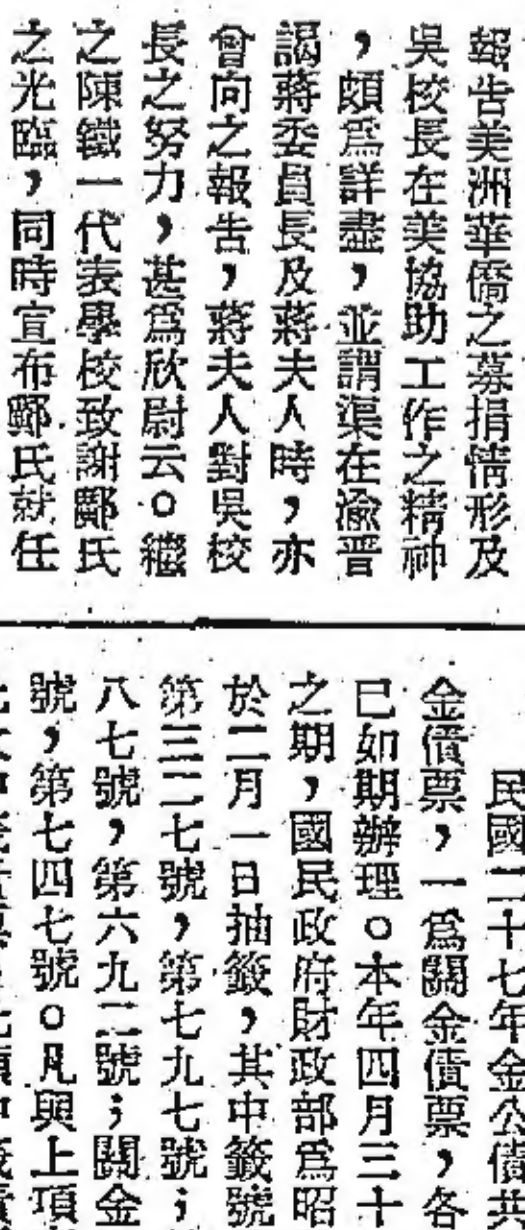 報告美洲華僑之募捐情形及
吳校長在美協助工作之精神
，頗爲詳盡，並謂渠在渝晋
謁蔣委員長及蔣夫人時，亦
曾向之報告，蔣夫人對吳校
長之努力，甚爲欣尉云。繼
之陳鐵一代表學校致謝鄺氏
之光臨，同時宣布鄺氏就任
民國二十七年金公債共
金債票，一爲關金債票，各
已如期辦理。本年四月三十
之期，國民政府財政部爲昭
於二月一日抽籤，其中籤號
第三二七號，第七九七號；
八七號，第六九二號；關金
號，第七四七號。凡與上項